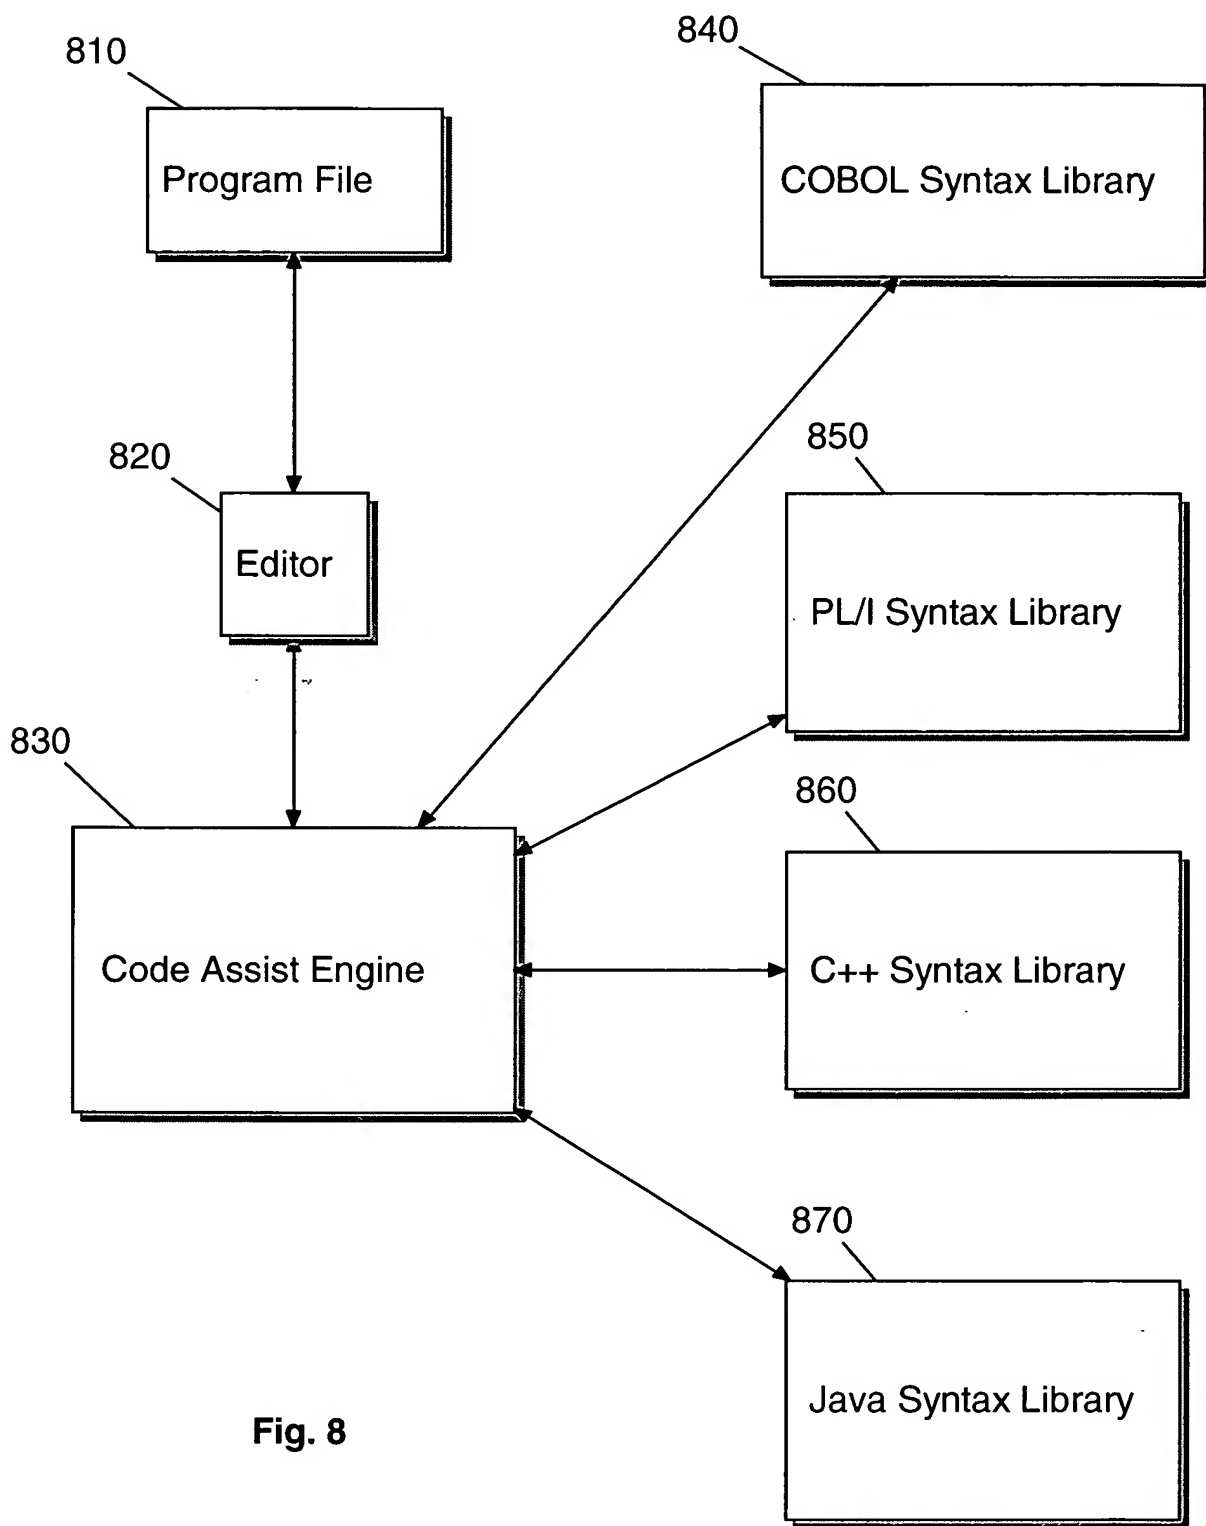 810
Program File
840
COBOL Syntax Library
820
Editor
850
PL/I Syntax Library
830
Code Assist Engine
860
C++ Syntax Library
870
Java Syntax Library
Fig. 8